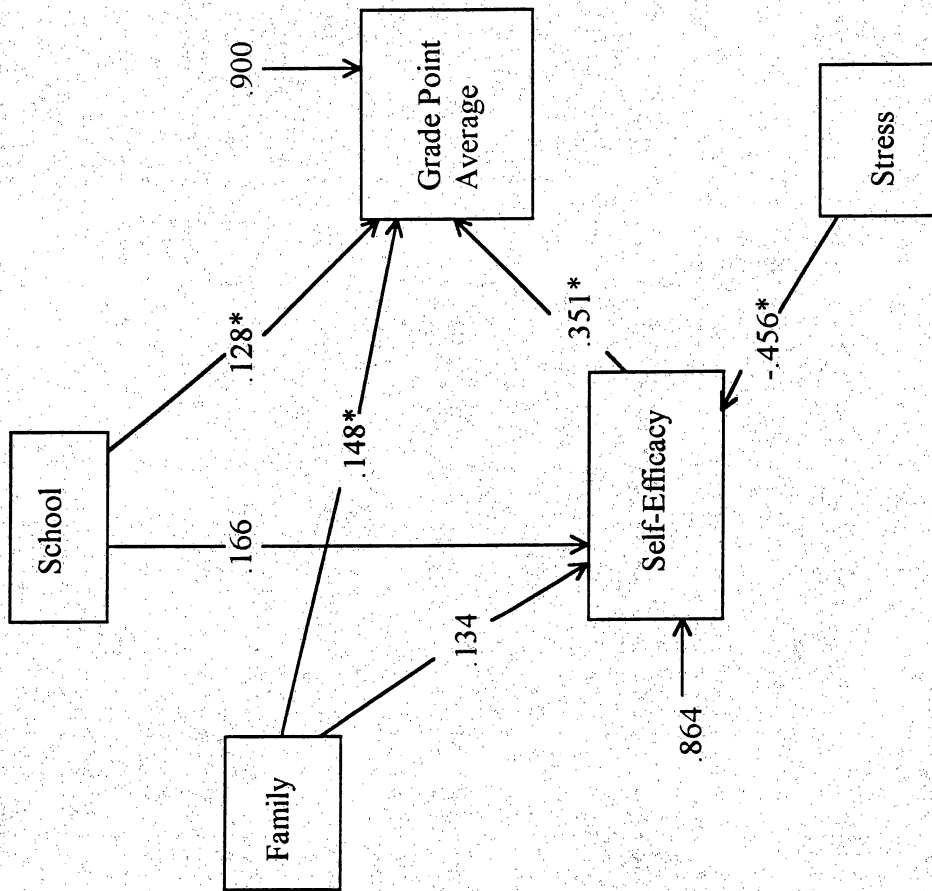 School
.900
Grade Point
Average
.128*
.148*
.166
.351*
Family
.134
Self-Efficacy
-.456*
Stress
.864